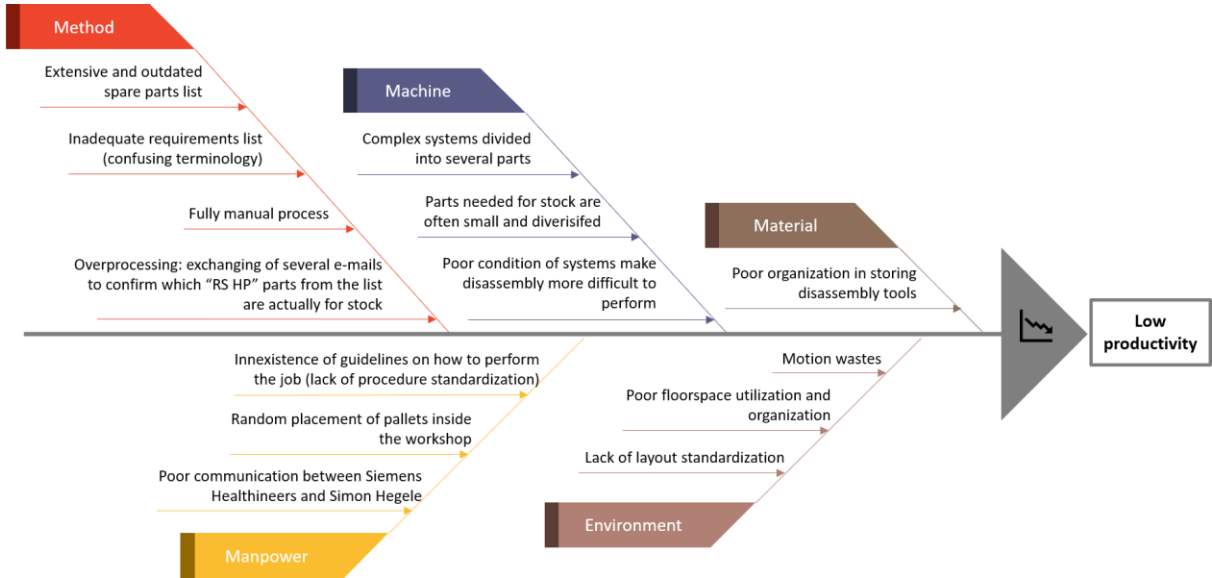 Method
Extensive and outdated
spare parts list
Inadequate requirements list
(confusing terminology)
Fully manual process
Overprocessing: exchanging of several e-mails
to confirm which “RS HP” parts from the list
are actually for stock
Machine
Complex systems divided
into several parts
Parts needed for stock are
often small and diverisifed
Poor condition of systems make
disassembly more difficult to
perform
Material
Poor organization in storing
disassembly tools
Low
productivity
Innexistence of guidelines on how to perform
the job (lack of procedure standardization)
Random placement of pallets inside
the workshop
Poor communication between Siemens
Healthineers and Simon Hegele
Manpower
Motion wastes
Poor floorspace utilization and
organization
Lack of layout standardization
Environment